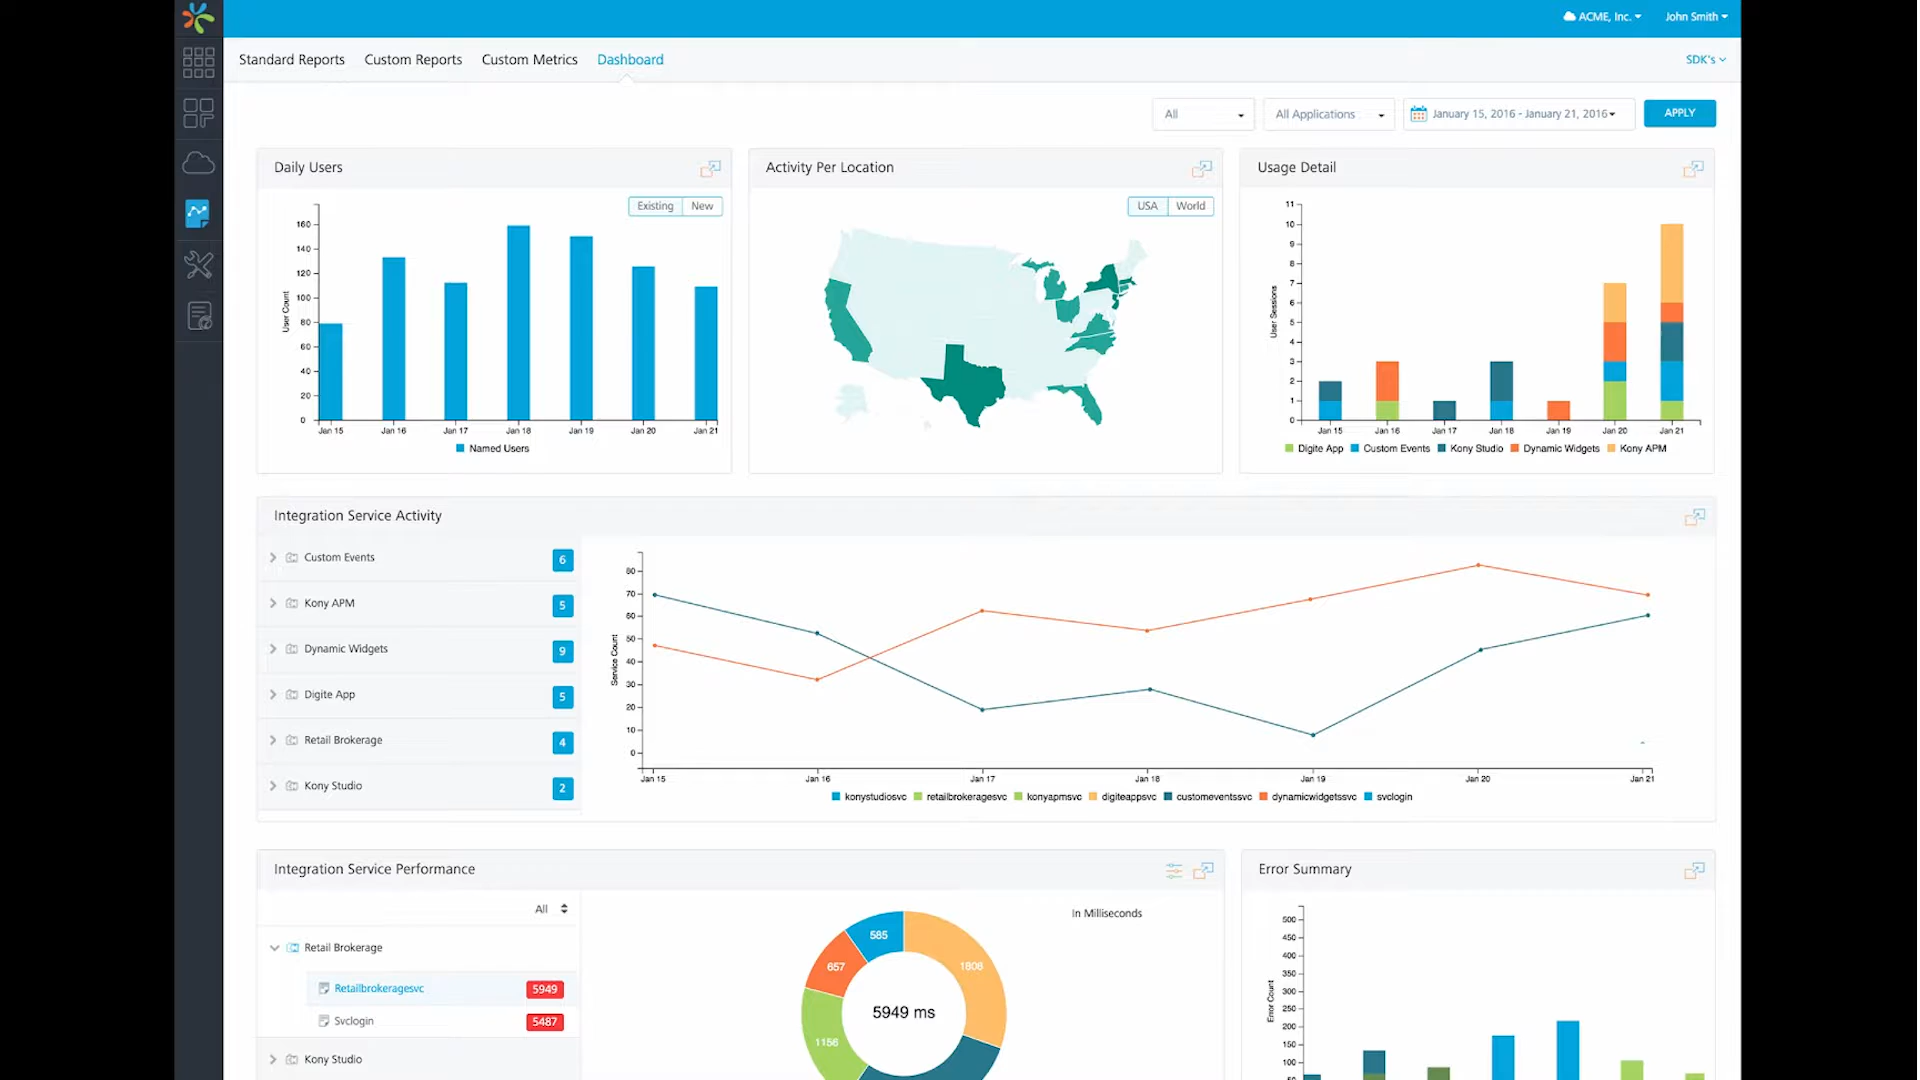 ACME, Inc.
John Smith
Standard Reports
Custom Reports
Custom Metrics
Dashboard
SDK's
All
All Applications
January 15, 2016 - January 21, 2016
APPLY
Daily Users
Existing
New
160
140
120
100
80
60
40
20
0
User Count
Jan 15
Jan 16
Jan 17
Jan 18
Jan 19
Jan 20
Jan 21
Named Users
Activity Per Location
USA
World
Usage Detail
11
10
9
8
7
6
5
4
3
2
1
0
User Sessions
Jan 15
Jan 16
Jan 17
Jan 18
Jan 19
Jan 20
Jan 21
Digite App
Custom Events
Kony Studio
Dynamic Widgets
Kony APM
Integration Service Activity
Custom Events
6
Kony APM
5
Dynamic Widgets
9
Digite App
5
Retail Brokerage
4
Kony Studio
2
80
70
60
50
40
30
20
10
0
Service Count
Jan 15
Jan 16
Jan 17
Jan 18
Jan 19
Jan 20
Jan 21
konystudiosvc
retailbrokeragesvc
konyapmsvc
digiteappsvc
customeventssvc
dynamicwidgetssvc
svclogin
Integration Service Performance
All
Retail Brokerage
Retailbrokeragesvc
5949
Svclogin
5487
Kony Studio
In Milliseconds
585
1806
657
5949 ms
1156
Error Summary
500
450
400
350
300
250
200
150
100
Error Count